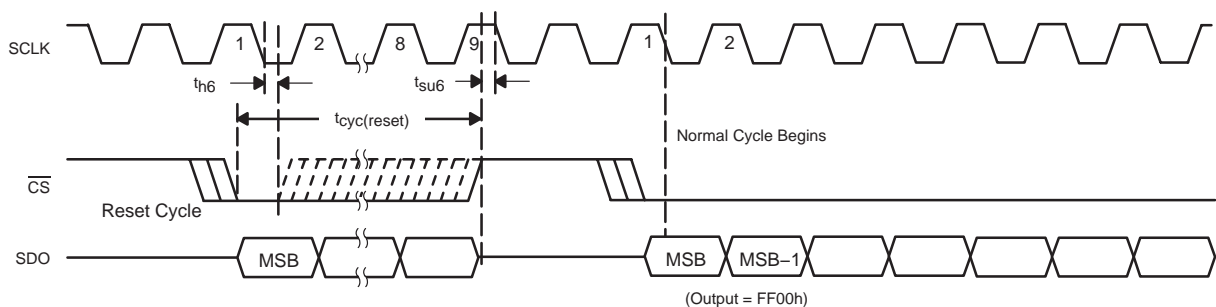 SCLK 1 2 8 9 1 2
th6 tsu6
tcyc(reset)
Normal Cycle Begins
CS
Reset Cycle
SDO MSB MSB MSB–1
(Output = FF00h)